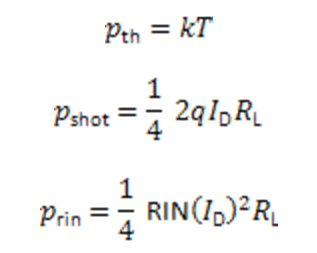 p_th = kT
p_shot = 1/4 2qI_D R_L
p_rin = 1/4 RIN(I_D)² R_L